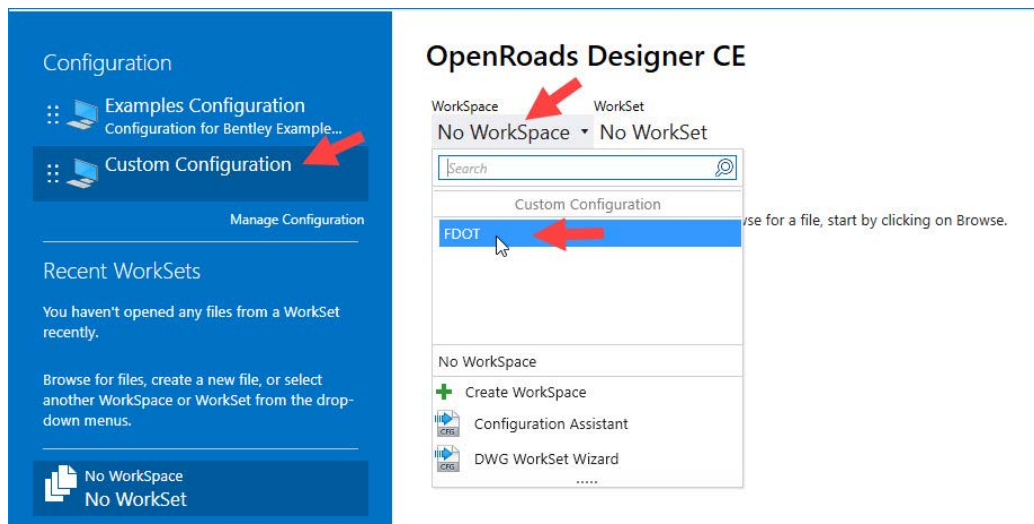 Configuration
Examples Configuration
Configuration for Bentley Example...
Custom Configuration
Manage Configuration
Recent WorkSets
You haven't opened any files from a WorkSet
recently.
Browse for files, create a new file, or select
another WorkSpace or WorkSet from the drop-
down menus.
No WorkSpace
No WorkSet
OpenRoads Designer CE
WorkSpace WorkSet
No WorkSpace No WorkSet
Search
Custom Configuration
FDOT
for a file, start by clicking on Browse.
No WorkSpace
Create WorkSpace
CFG Configuration Assistant
CFG DWG WorkSet Wizard
.....